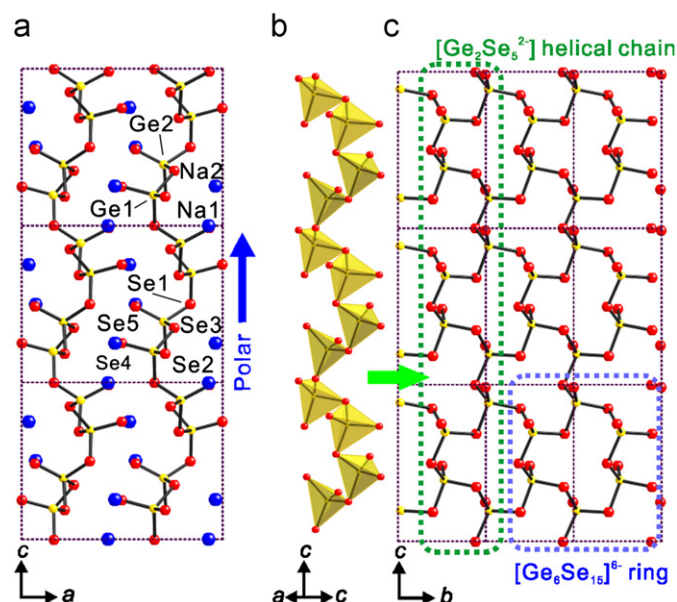 a
b
c
[Ge2Se5²⁻] helical chain
Ge2
Na2
Ge1
Na1
Se1
Se5
Se3
Se4
Se2
Polar
[Ge6Se15]⁶⁻ ring
c
a
c
a
c
c
b